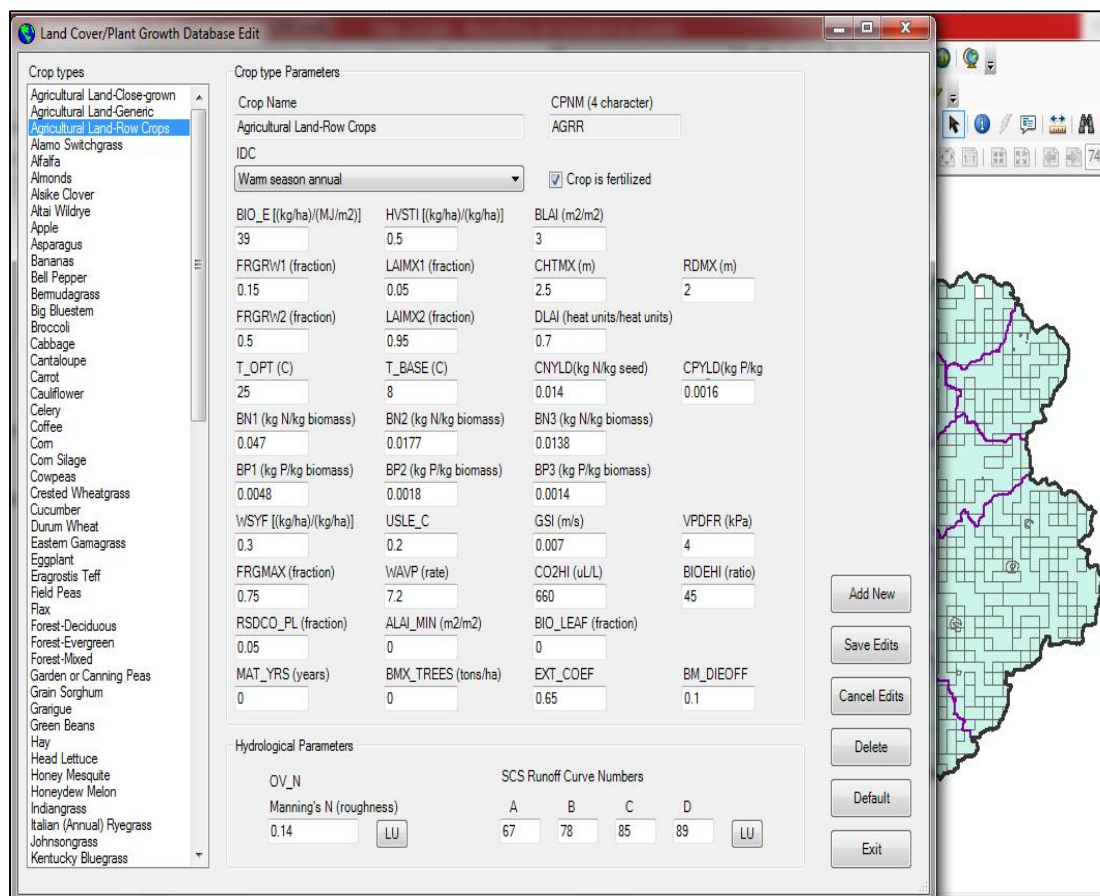 Land Cover/Plant Growth Database Edit
Crop types
Agricultural Land-Close-grown
Agricultural Land-Generic
Agricultural Land-Row Crops
Alamo Switchgrass
Alfalfa
Almonds
Alsike Clover
Altai Wildrye
Apple
Asparagus
Bananas
Bell Pepper
Bermudagrass
Big Bluestem
Broccoli
Cabbage
Cantaloupe
Carrot
Cauliflower
Celery
Coffee
Corn
Corn Silage
Cowpeas
Crested Wheatgrass
Cucumber
Durum Wheat
Eastern Gamagrass
Eggplant
Eragrostis Teff
Field Peas
Flax
Forest-Deciduous
Forest-Evergreen
Forest-Mixed
Garden or Canning Peas
Grain Sorghum
Grarigue
Green Beans
Hay
Head Lettuce
Honey Mesquite
Honeydew Melon
Indiangrass
Italian (Annual) Ryegrass
Johnsongrass
Kentucky Bluegrass
Crop type Parameters
Crop Name CPNM (4 character)
Agricultural Land-Row Crops AGRR
IDC
Warm season annual Crop is fertilized
BIO_E [(kg/ha)/(MJ/m2)] HVSTI [(kg/ha)/(kg/ha)] BLAI (m2/m2)
39 0.5 3
FRGRW1 (fraction) LAIMX1 (fraction) CHTMX (m) RDMX (m)
0.15 0.05 2.5 2
FRGRW2 (fraction) LAIMX2 (fraction) DLAI (heat units/heat units)
0.5 0.95 0.7
T_OPT (C) T_BASE (C) CNYLD(kg N/kg seed) CPYLD(kg P/kg
25 8 0.014 0.0016
BN1 (kg N/kg biomass) BN2 (kg N/kg biomass) BN3 (kg N/kg biomass)
0.047 0.0177 0.0138
BP1 (kg P/kg biomass) BP2 (kg P/kg biomass) BP3 (kg P/kg biomass)
0.0048 0.0018 0.0014
WSYF [(kg/ha)/(kg/ha)] USLE_C GSI (m/s) VPDFR (kPa)
0.3 0.2 0.007 4
FRGMAX (fraction) WAVP (rate) CO2HI (uL/L) BIOEHI (ratio)
0.75 7.2 660 45
RSDCO_PL (fraction) ALAI_MIN (m2/m2) BIO_LEAF (fraction)
0.05 0 0
MAT_YRS (years) BMX_TREES (tons/ha) EXT_COEF BM_DIEOFF
0 0 0.65 0.1
Hydrological Parameters
OV_N SCS Runoff Curve Numbers
Manning's N (roughness) A B C D
0.14 LU 67 78 85 89 LU
Add New
Save Edits
Cancel Edits
Delete
Default
Exit
74